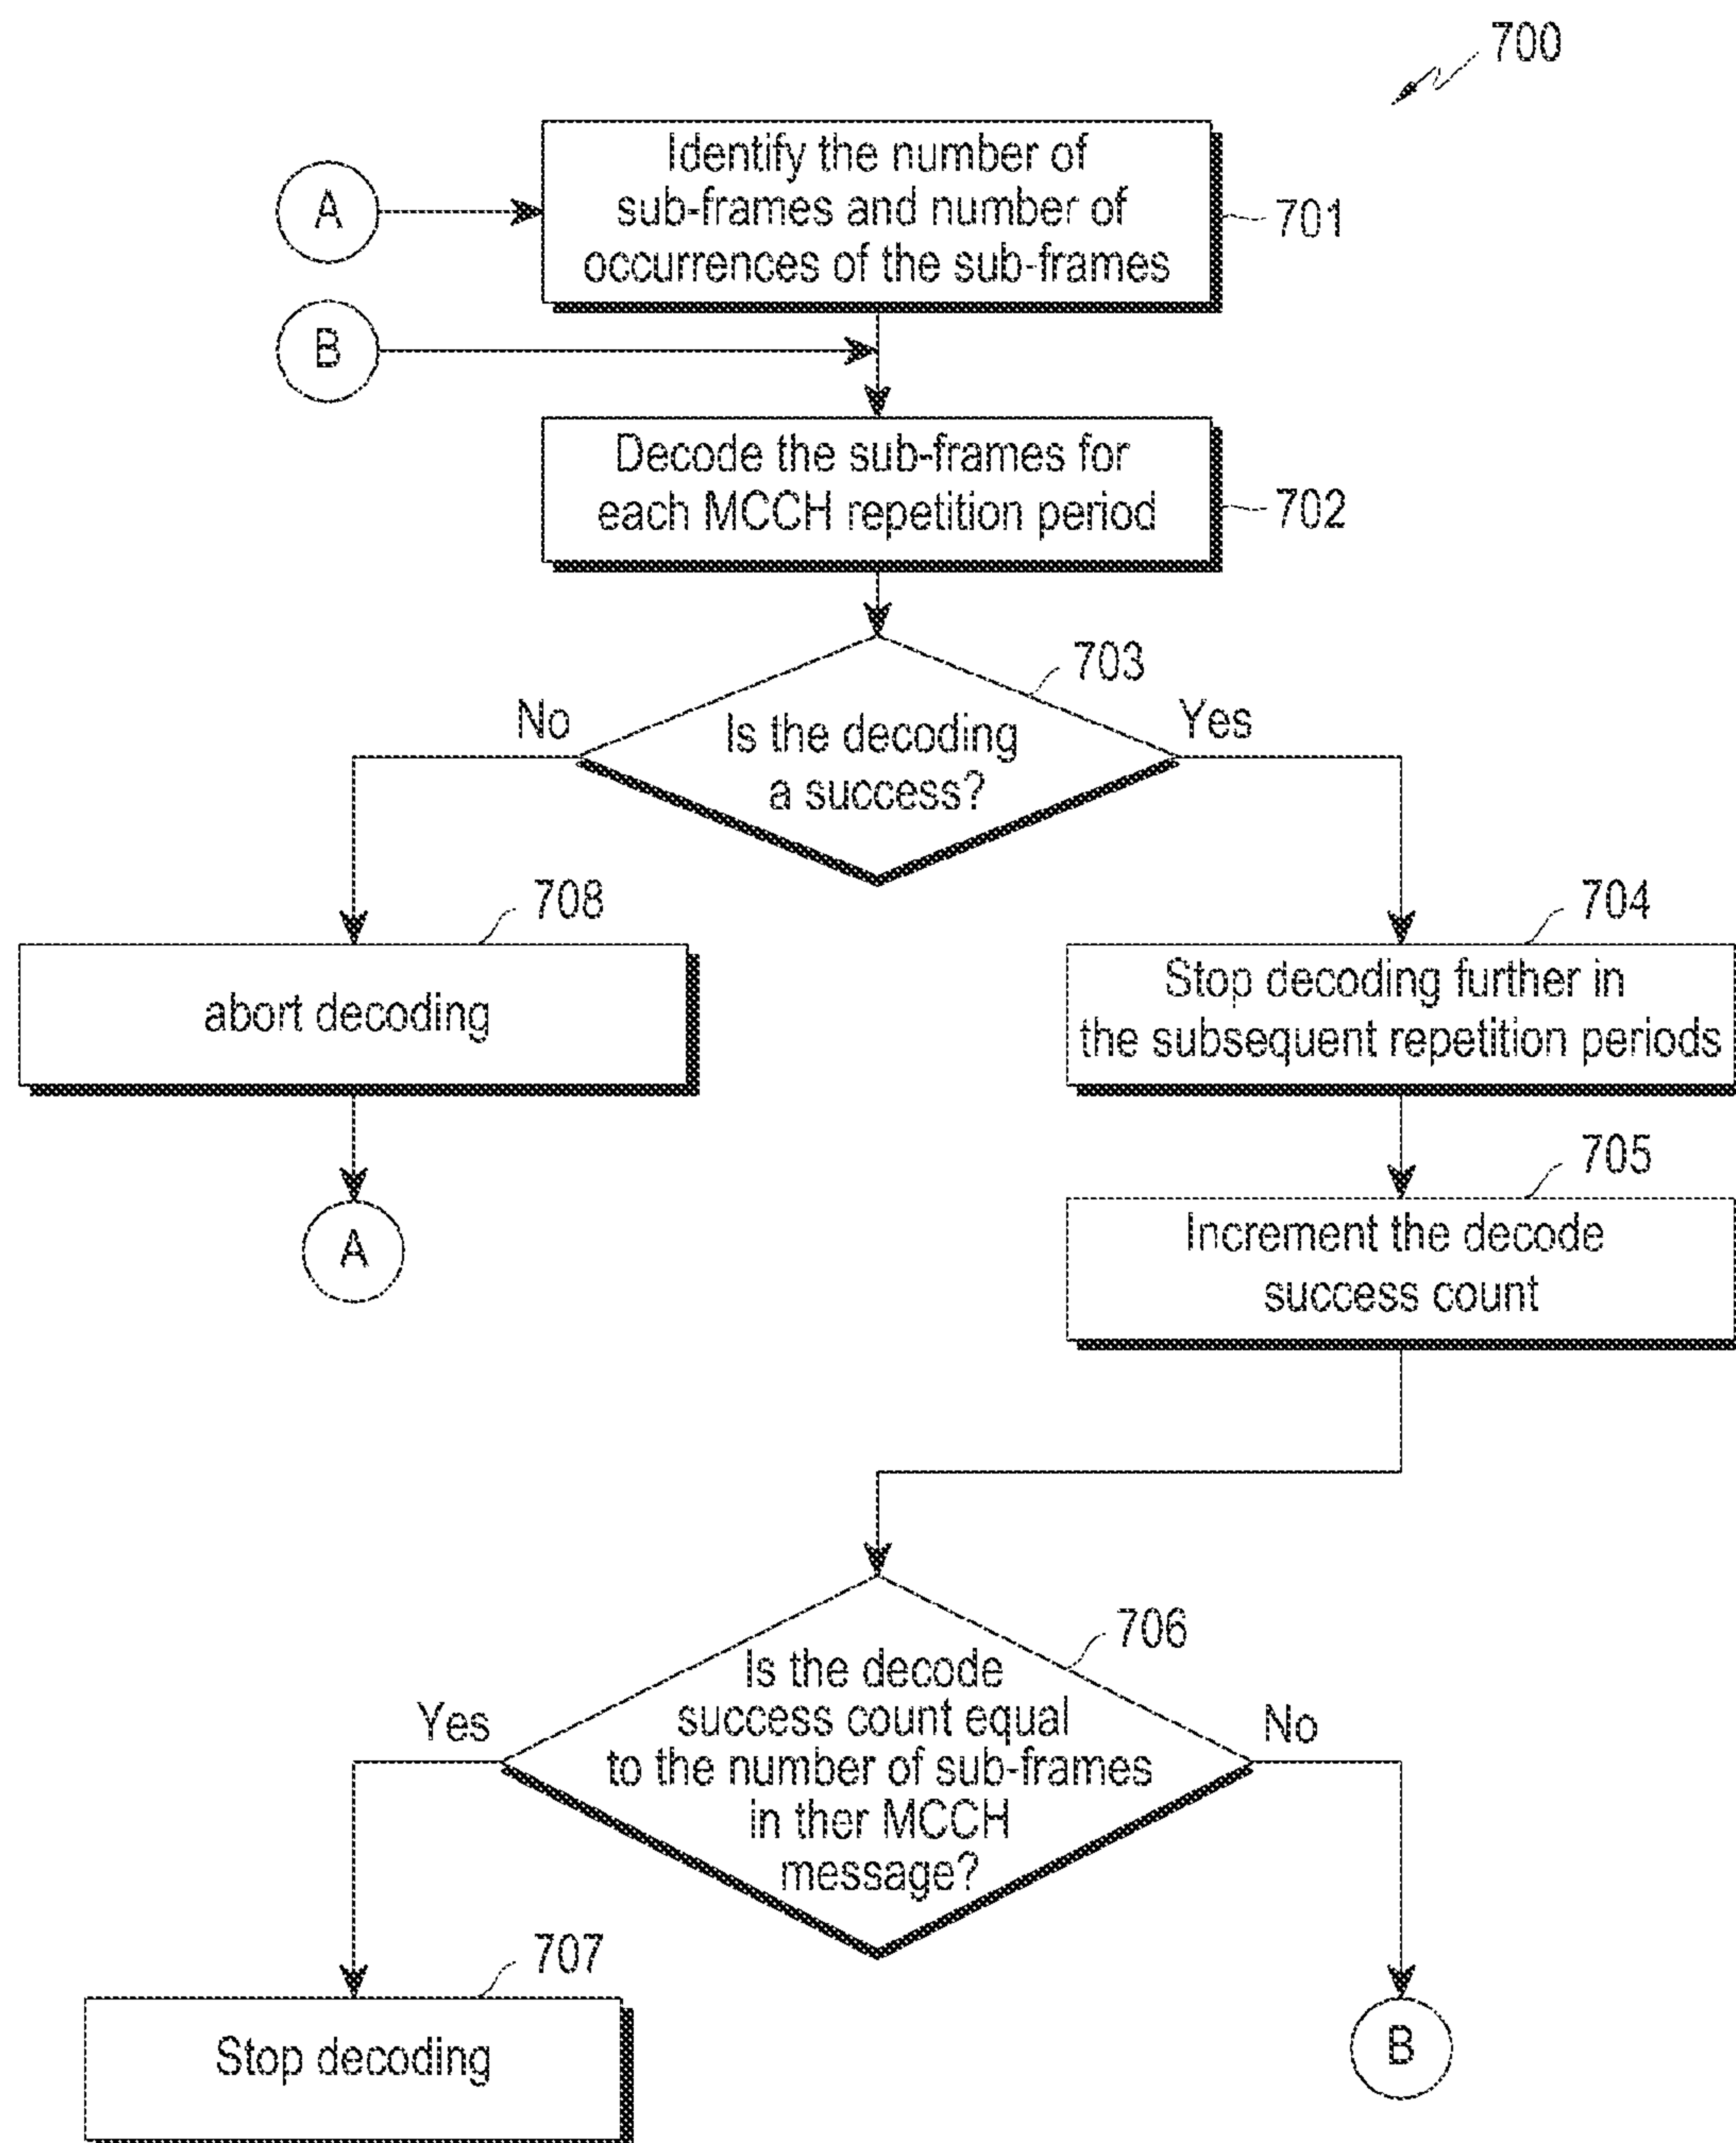 700
Identify the number of
sub-frames and number of
occurrences of the sub-frames
A
701
B
Decode the sub-frames for
each MCCH repetition period
702
703
No
Yes
Is the decoding
a success?
708
704
abort decoding
Stop decoding further in
the subsequent repetition periods
705
A
Increment the decode
success count
706
Is the decode
success count equal
to the number of sub-frames
in ther MCCH
message?
Yes
No
707
Stop decoding
B